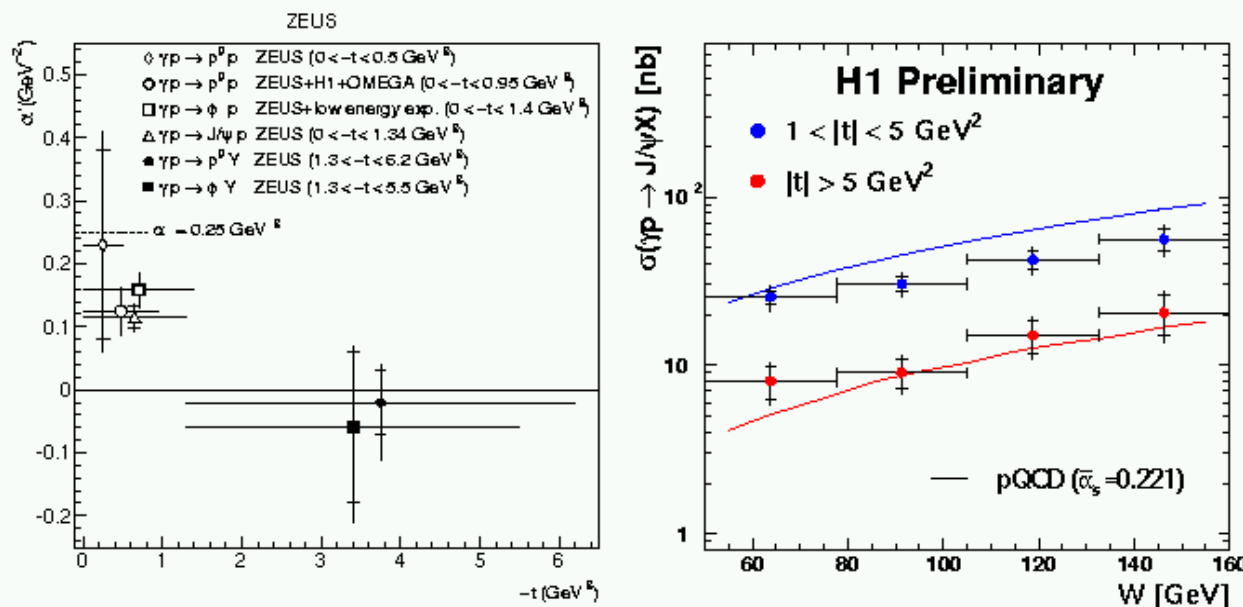 ZEUS
γp → ρ⁰p ZEUS (0<-t<0.5 GeV²)
γp → ρ⁰p ZEUS+H1+OMEGA (0<-t<0.95 GeV²)
γp → ϕ p ZEUS+low energy exp. (0<-t<1.4 GeV²)
γp → J/ψ p ZEUS (0<-t<1.34 GeV²)
γp → ρ⁰Y ZEUS (1.3<-t<6.2 GeV²)
γp → ϕ Y ZEUS (1.3<-t<5.5 GeV²)
α' = 0.25 GeV²
α' (GeV⁻²)
0.5
0.4
0.3
0.2
0.1
0
-0.1
-0.2
0 1 2 3 4 5 6
-t (GeV²)
H1 Preliminary
1 < |t| < 5 GeV²
|t| > 5 GeV²
pQCD (ᾱₛ=0.221)
σ(γp → J/ψX) [nb]
10²
10
1
60 80 100 120 140 160
W [GeV]